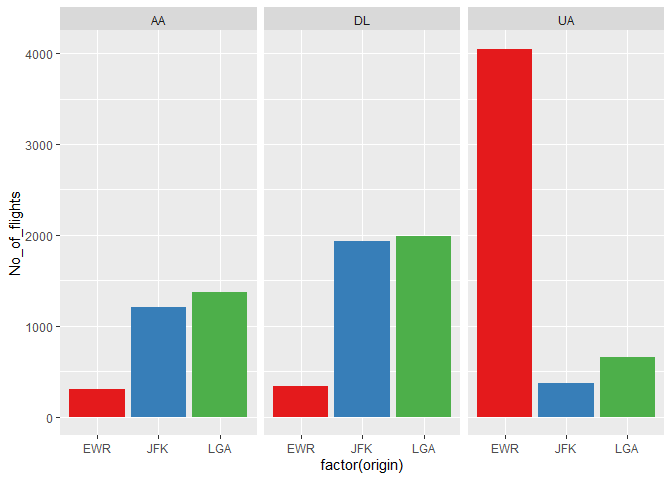 AA DL UA
4000
3000
2000
1000
0
No_of_flights
EWR JFK LGA EWR JFK LGA EWR JFK LGA
factor(origin)